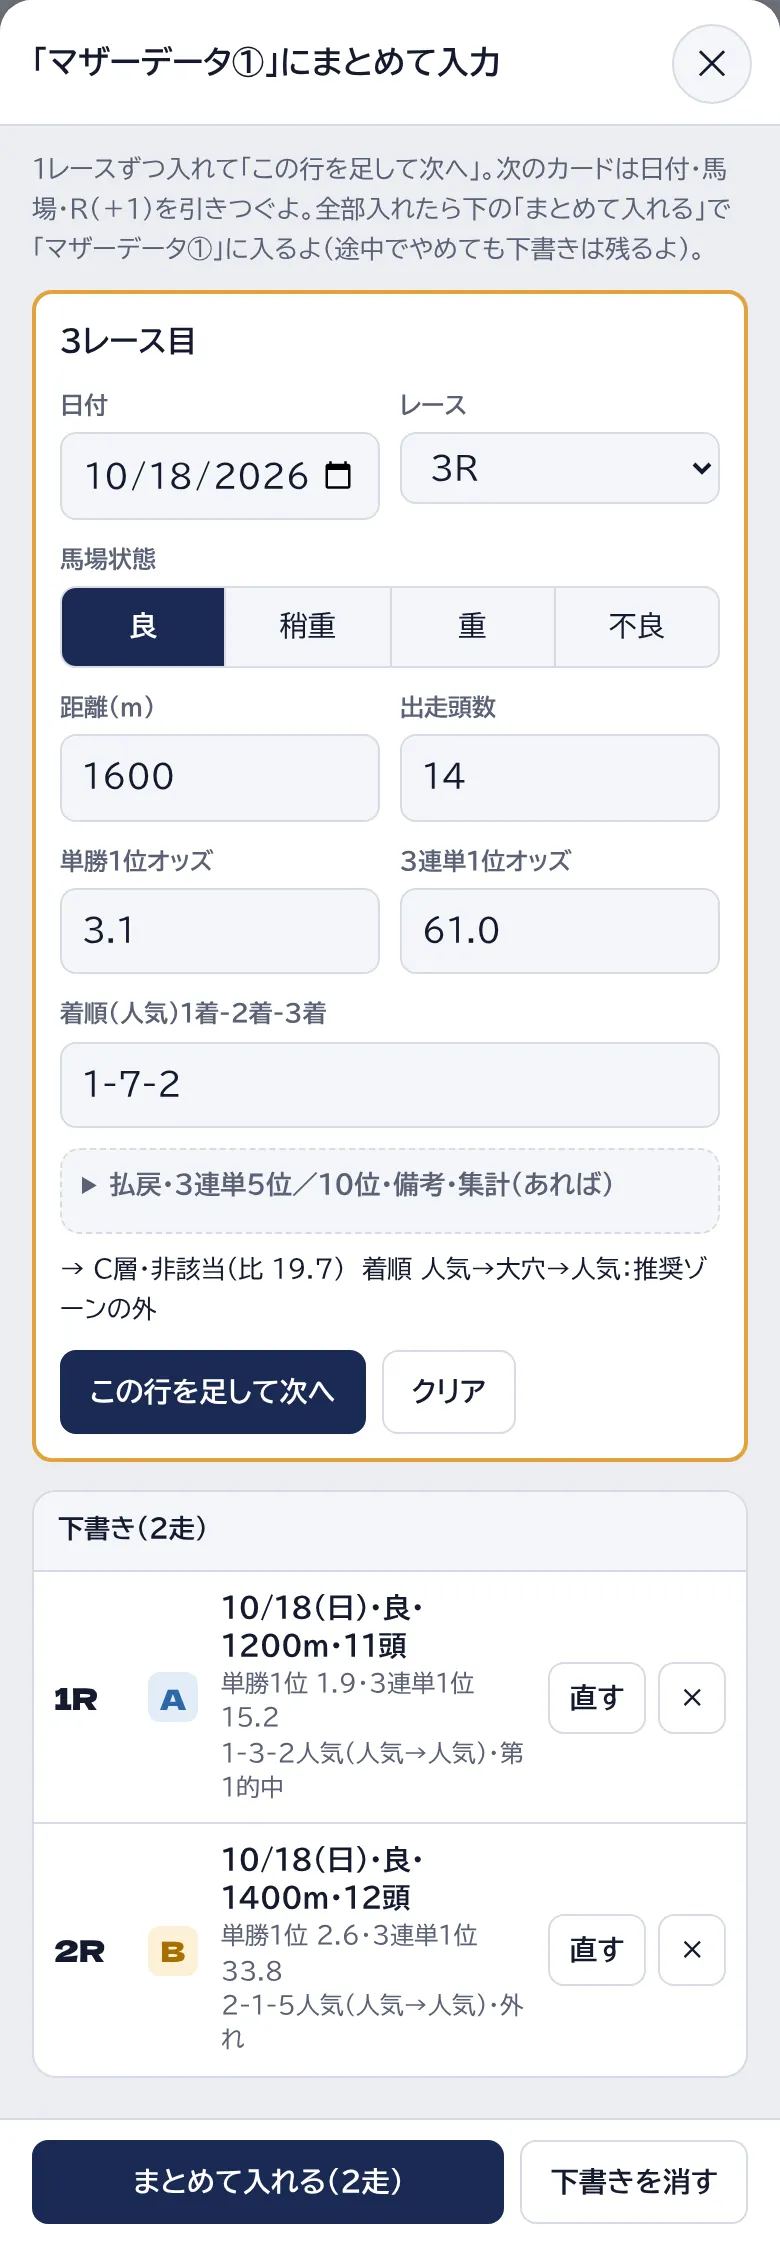 「マザーデータ①」にまとめて入力
1レースずつ入れて「この行を足して次へ」。次のカードは日付・馬
場・R(＋1)を引きつぐよ。全部入れたら下の「まとめて入れる」で
「マザーデータ①」に入るよ(途中でやめても下書きは残るよ)。
3レース目
日付 レース
10/18/2026 3R
馬場状態
良 稍重 重 不良
距離(m) 出走頭数
1600 14
単勝1位オッズ 3連単1位オッズ
3.1 61.0
着順(人気)1着-2着-3着
1-7-2
▶ 払戻・3連単5位／10位・備考・集計(あれば)
→ C層・非該当(比 19.7) 着順 人気→大穴→人気：推奨ゾ
ーンの外
この行を足して次へ クリア
下書き(2走)
1R A
10/18(日)・良・
1200m・11頭
単勝1位 1.9・3連単1位
15.2
1-3-2人気(人気→人気)・第
1的中
直す ×
2R B
10/18(日)・良・
1400m・12頭
単勝1位 2.6・3連単1位
33.8
2-1-5人気(人気→人気)・外
れ
直す ×
まとめて入れる(2走) 下書きを消す